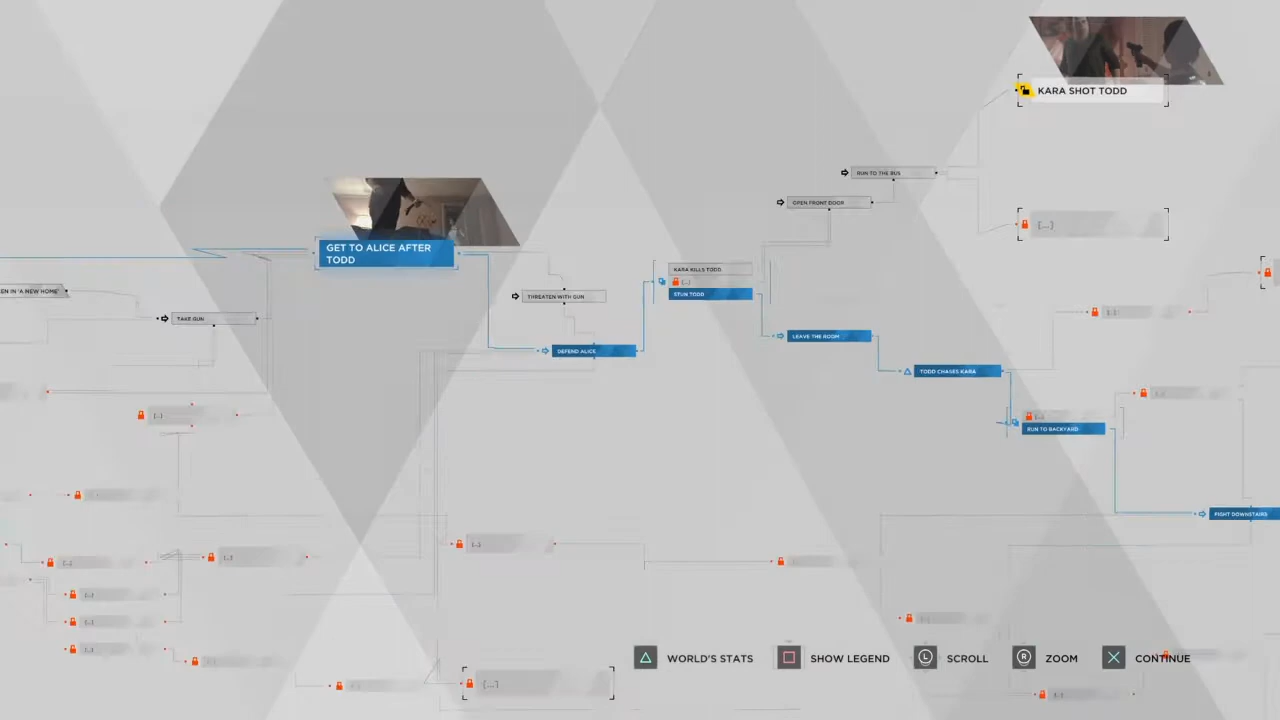 KARA SHOT TODD
RUN TO THE BUS
OPEN FRONT DOOR
[...]
GET TO ALICE AFTER
TODD
KARA KILLS TODD
[...]
STUN TODD
EN IN 'A NEW HOME'
THREATEN WITH GUN
TAKE GUN
[...]
LEAVE THE ROOM
DEFEND ALICE
TODD CHASES KARA
[...]
[...]
RUN TO BACKYARD
FIGHT DOWNSTAIRS
[...]
[...]
[...]
[...]
[...]
[...]
[...]
WORLD'S STATS
SHOW LEGEND
L
SCROLL
R
ZOOM
CONTINUE
[...]